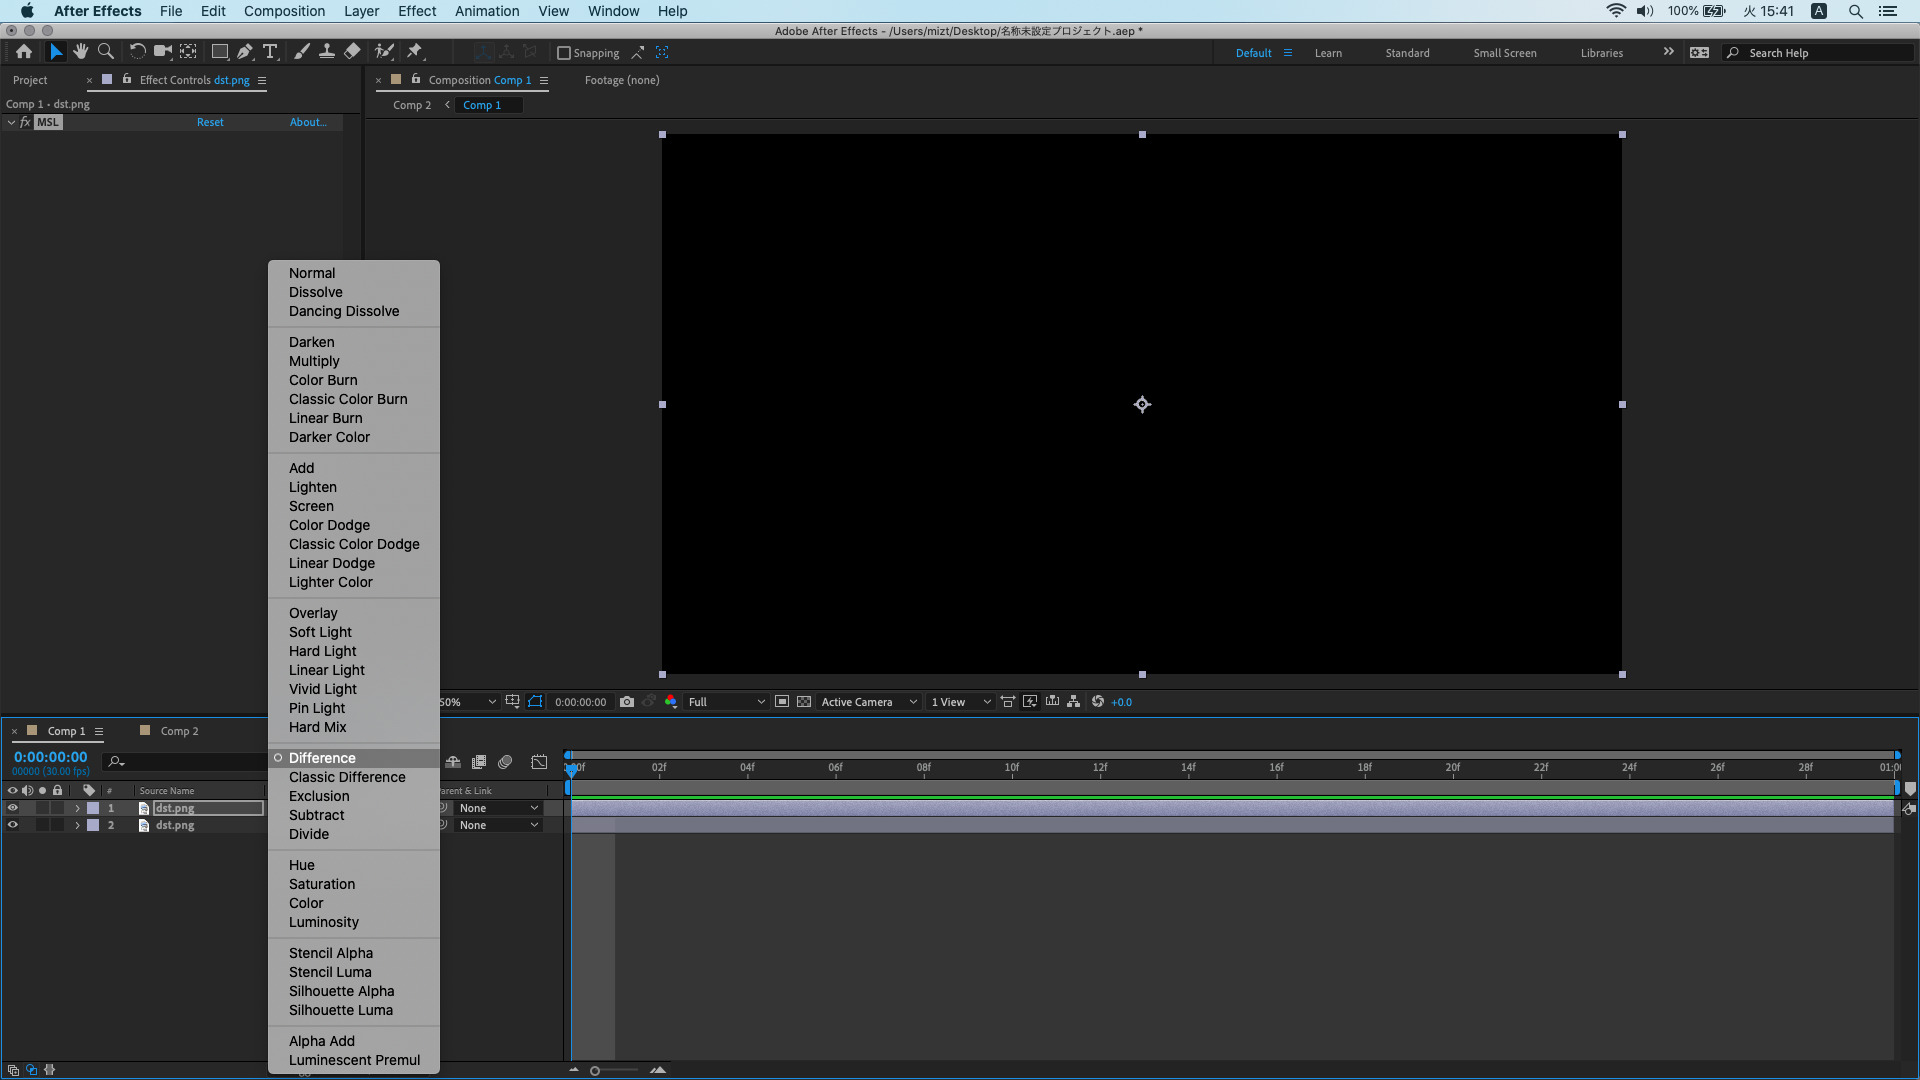 After Effects File Edit Composition Layer Effect Animation View Window Help 100% 火 15:41 A
Adobe After Effects - /Users/mizt/Desktop/名称未設定プロジェクト.aep *
Snapping Default Learn Standard Small Screen Libraries Search Help
Project × Effect Controls dst.png × Composition Comp 1 Footage (none)
Comp 1 • dst.png
Comp 2 Comp 1
fx MSL Reset About...
Normal
Dissolve
Dancing Dissolve
Darken
Multiply
Color Burn
Classic Color Burn
Linear Burn
Darker Color
Add
Lighten
Screen
Color Dodge
Classic Color Dodge
Linear Dodge
Lighter Color
Overlay
Soft Light
Hard Light
Linear Light
Vivid Light
Pin Light
Hard Mix
Difference
Classic Difference
Exclusion
Subtract
Divide
Hue
Saturation
Color
Luminosity
Stencil Alpha
Stencil Luma
Silhouette Alpha
Silhouette Luma
Alpha Add
Luminescent Premul
50% 0:00:00:00 Full Active Camera 1 View +0.0
× Comp 1 Comp 2
0:00:00:00
00000 (30.00 fps)
02f 04f 06f 08f 10f 12f 14f 16f 18f 20f 22f 24f 26f 28f
# Source Name Parent & Link
1 dst.png None
2 dst.png None